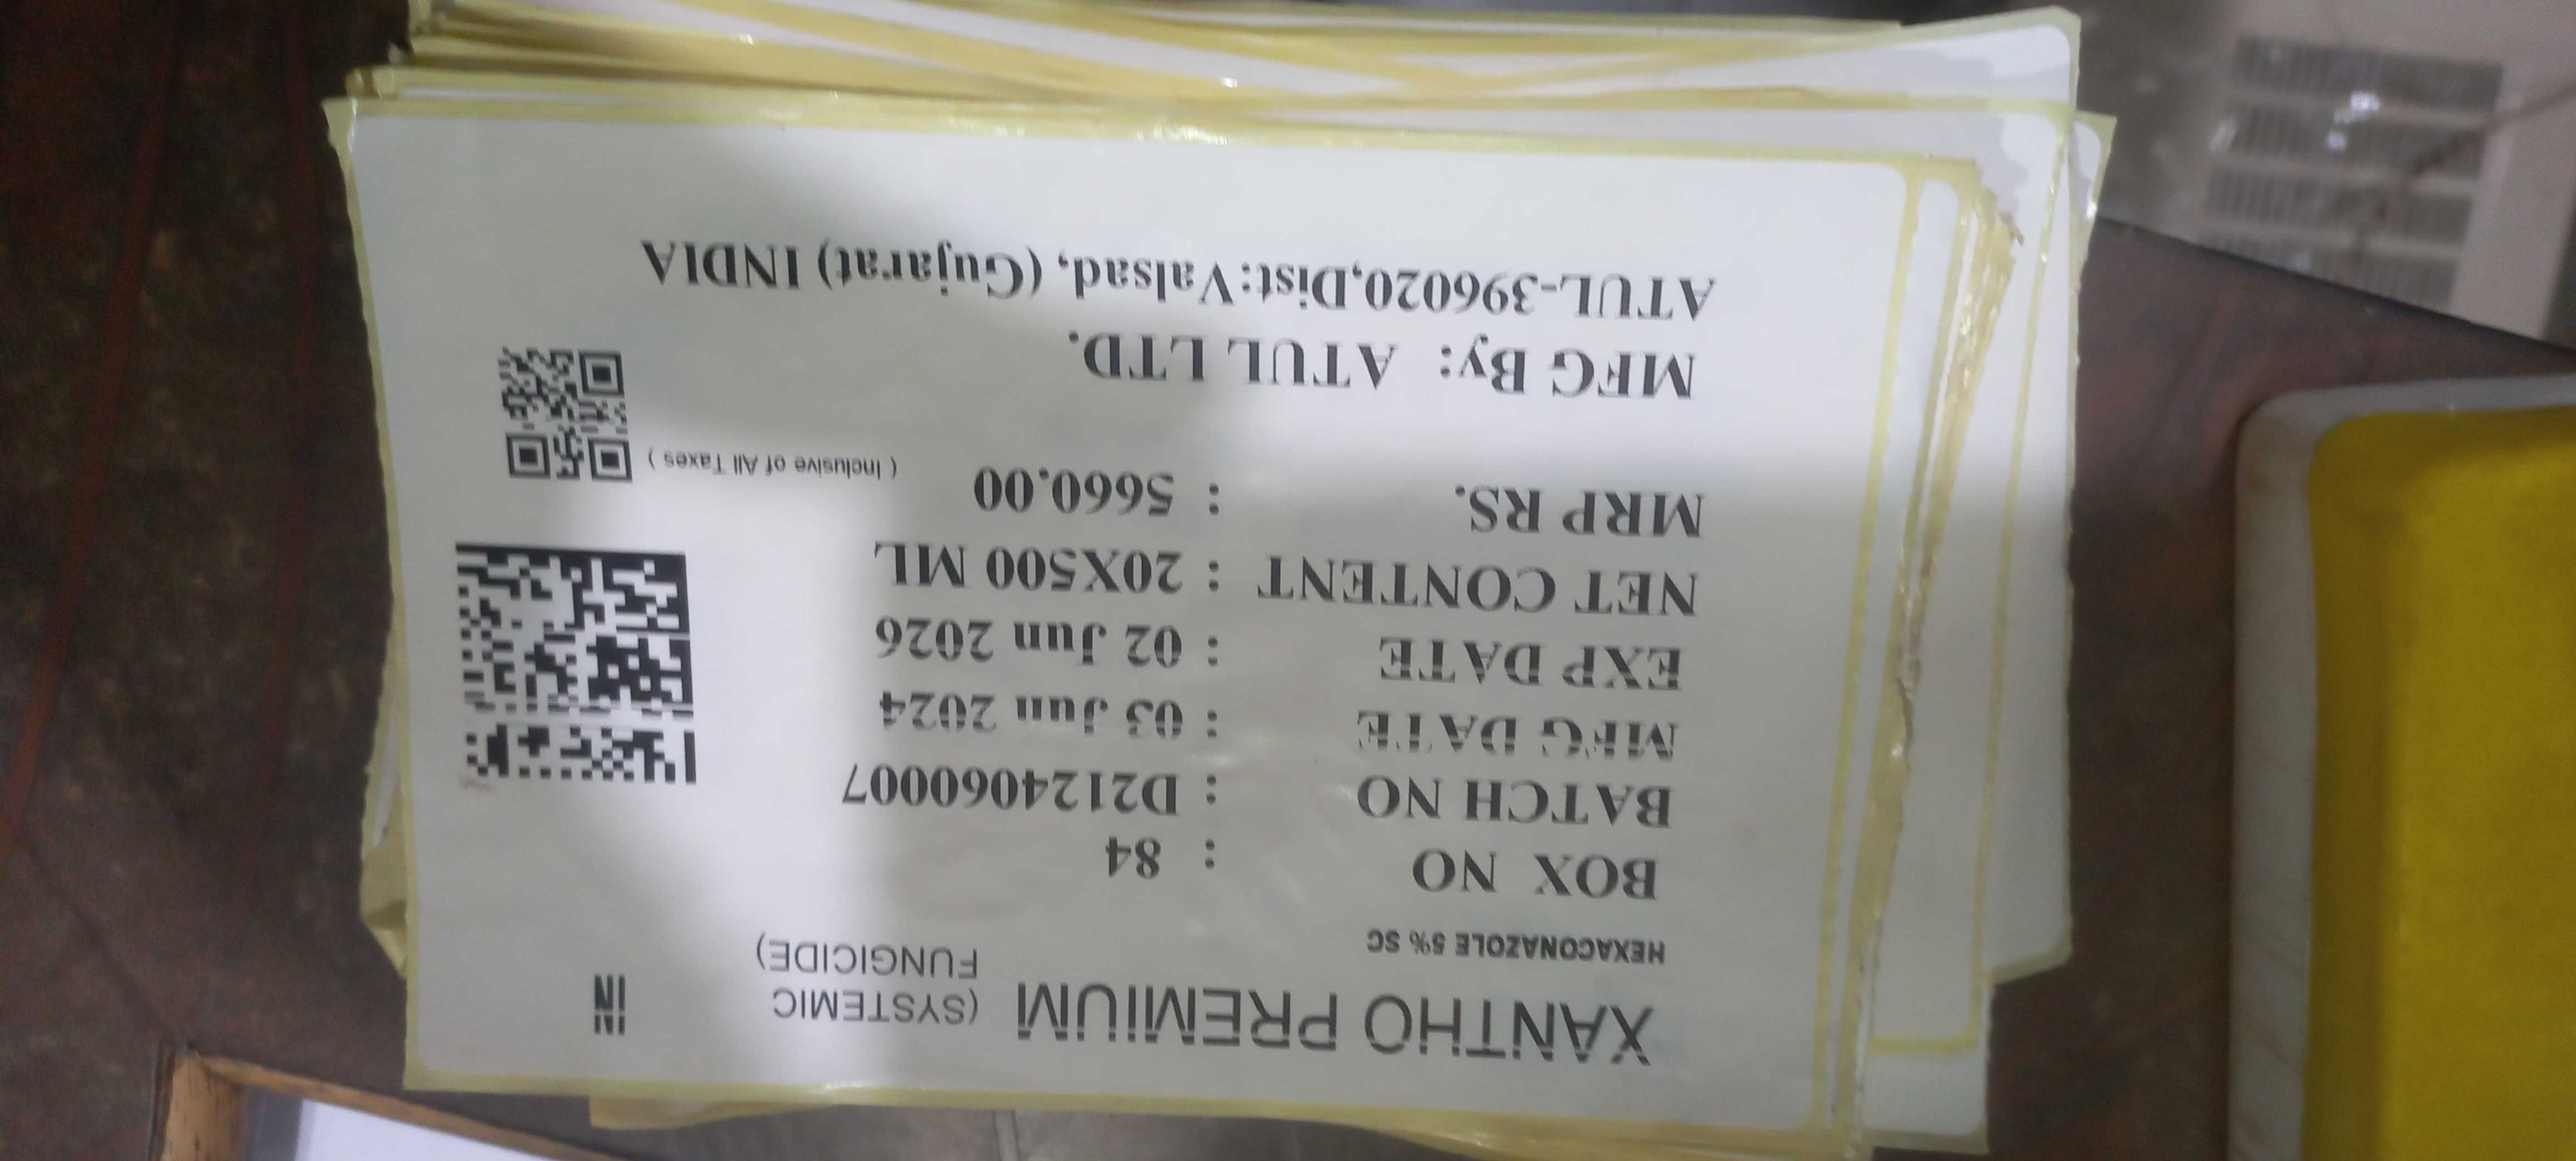 XANTHO PREMIUM (SYSTEMIC FUNGICIDE)
IN
HEXACONAZOLE 5% SC
BOX NO : 84
BATCH NO : D2124060007
MFG DATE : 03 Jun 2024
EXP DATE : 02 Jun 2026
NET CONTENT : 20X500 ML
MRP RS. : 5660.00 ( Inclusive of All Taxes )
MFG By: ATUL LTD.
ATUL-396020,Dist:Valsad, (Gujarat) INDIA